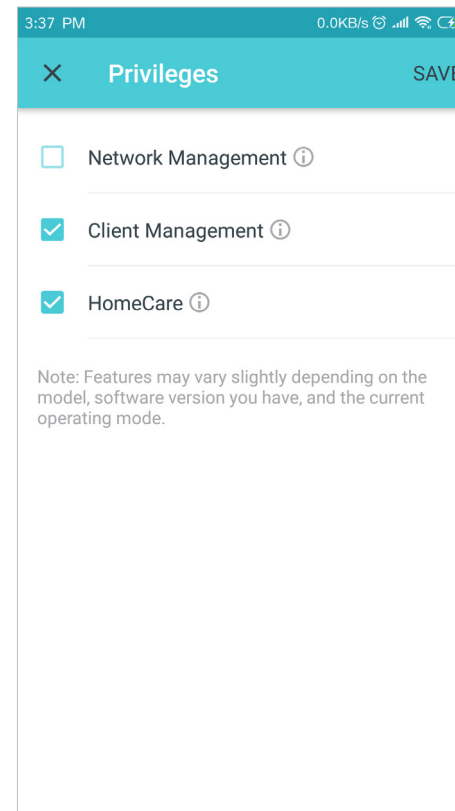 3:37 PM 0.0KB/s
Privileges SAVE
Network Management
Client Management
HomeCare
Note: Features may vary slightly depending on the
model, software version you have, and the current
operating mode.